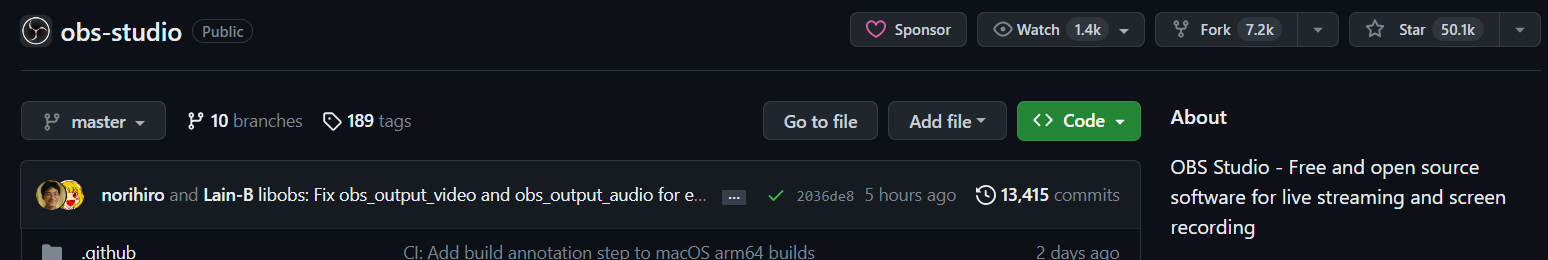 obs-studio Public Sponsor Watch 1.4k Fork 7.2k Star 50.1k
master 10 branches 189 tags Go to file Add file Code
norihiro and Lain-B libobs: Fix obs_output_video and obs_output_audio for e... ... 2036de8 5 hours ago 13,415 commits
.github CI: Add build annotation step to macOS arm64 builds 2 days ago
About
OBS Studio - Free and open source
software for live streaming and screen
recording